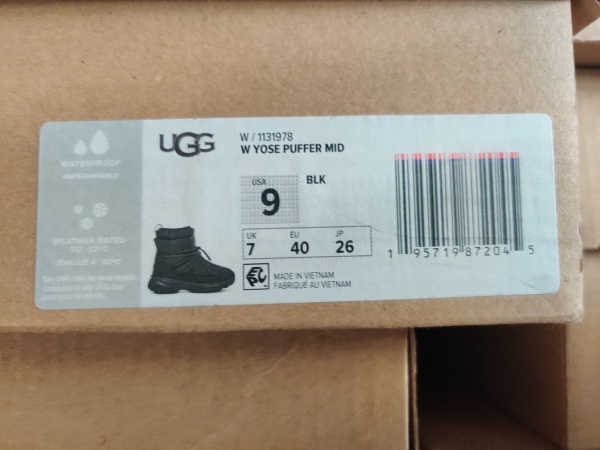 WATERPROOF
IMPERMÉABLE
WEATHER RATED
UGG
W / 1131978
W YOSE PUFFER MID
USA
9
BLK
UK EU JP
7 40 26
MADE IN VIETNAM
FABRIQUÉ AU VIETNAM
1 95719 87204 5